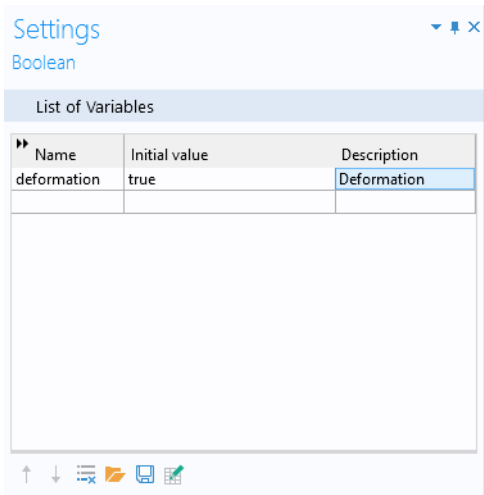 Settings
Boolean
List of Variables
Name Initial value Description
deformation true Deformation